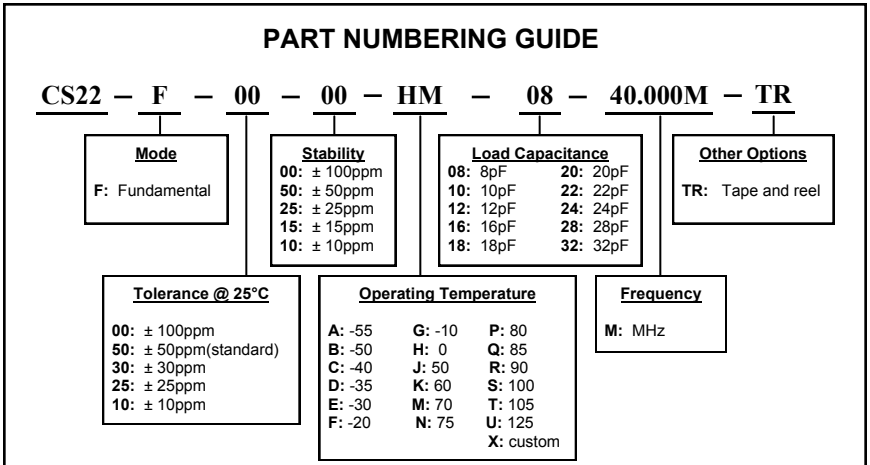 PART NUMBERING GUIDE
CS22 – F – 00 – 00 – HM – 08 – 40.000M – TR
Mode
F: Fundamental
Stability
00: ± 100ppm
50: ± 50ppm
25: ± 25ppm
15: ± 15ppm
10: ± 10ppm
Load Capacitance
08: 8pF 20: 20pF
10: 10pF 22: 22pF
12: 12pF 24: 24pF
16: 16pF 28: 28pF
18: 18pF 32: 32pF
Other Options
TR: Tape and reel
Tolerance @ 25°C
00: ± 100ppm
50: ± 50ppm(standard)
30: ± 30ppm
25: ± 25ppm
10: ± 10ppm
Operating Temperature
A: -55 G: -10 P: 80
B: -50 H: 0 Q: 85
C: -40 J: 50 R: 90
D: -35 K: 60 S: 100
E: -30 M: 70 T: 105
F: -20 N: 75 U: 125
X: custom
Frequency
M: MHz